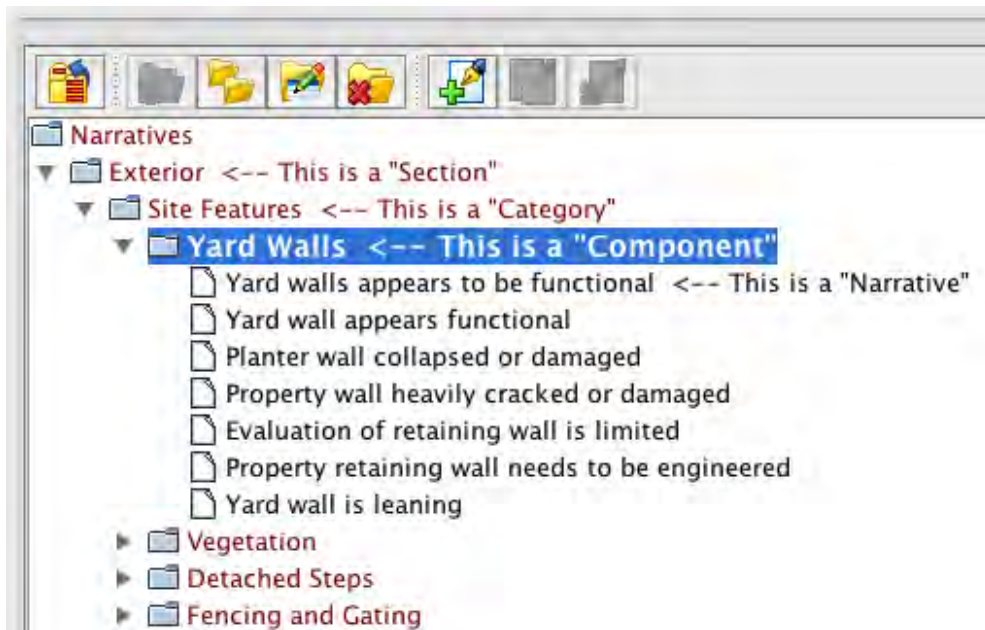 Narratives
Exterior <-- This is a "Section"
Site Features <-- This is a "Category"
Yard Walls <-- This is a "Component"
Yard walls appears to be functional <-- This is a "Narrative"
Yard wall appears functional
Planter wall collapsed or damaged
Property wall heavily cracked or damaged
Evaluation of retaining wall is limited
Property retaining wall needs to be engineered
Yard wall is leaning
Vegetation
Detached Steps
Fencing and Gating